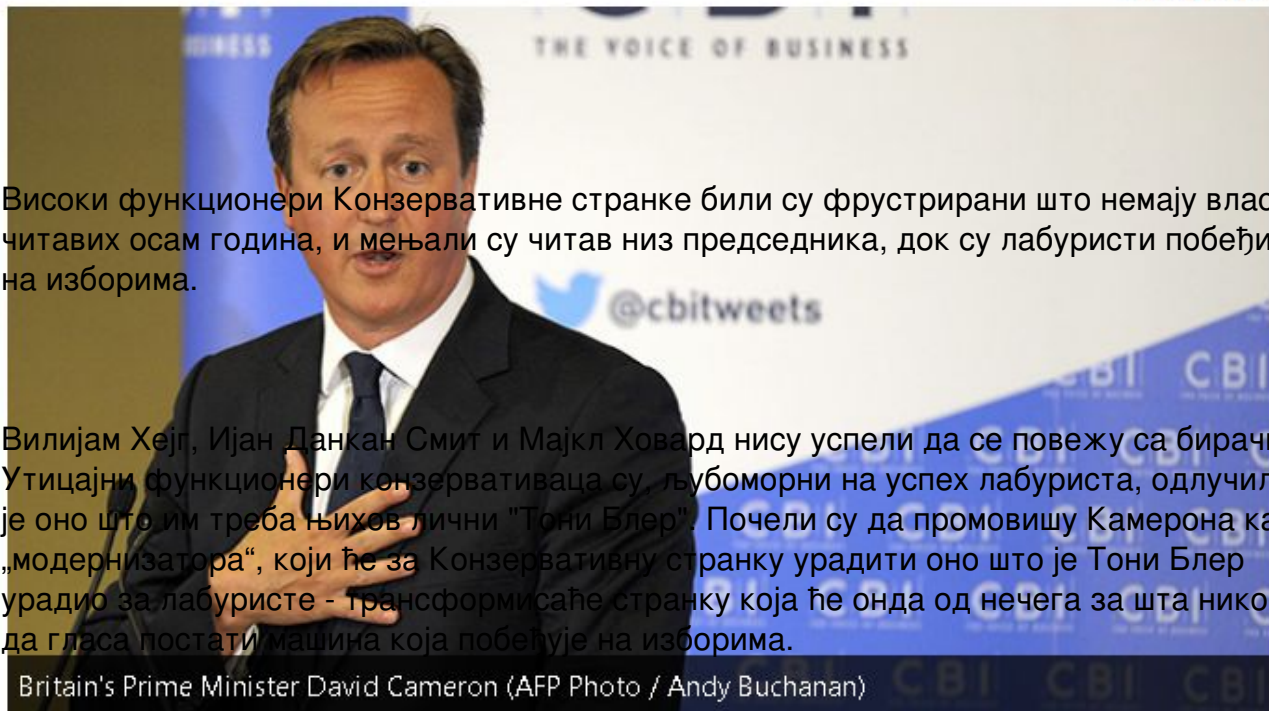 THE VOICE OF BUSINESS
Високи функционери Конзервативне странке били су фрустрирани што немају влас
читавих осам година, и мењали су читав низ председника, док су лабуристи побеђи
на изборима.
@cbitweets
CBI
Вилијам Хејг, Ијан Данкан Смит и Мајкл Ховард нису успели да се повежу са бирачи
Утицајни функционери конзервативаца су, љубоморни на успех лабуриста, одлучил
је оно што им треба њихов лични "Тони Блер". Почели су да промовишу Камерона ка
„модернизатора“, који ће за Конзервативну странку урадити оно што је Тони Блер
урадио за лабуристе - трансформисаће странку која ће онда од нечега за шта нико
да гласа постати машина која побеђује на изборима.
Britain's Prime Minister David Cameron (AFP Photo / Andy Buchanan)
CBI CBI CBI